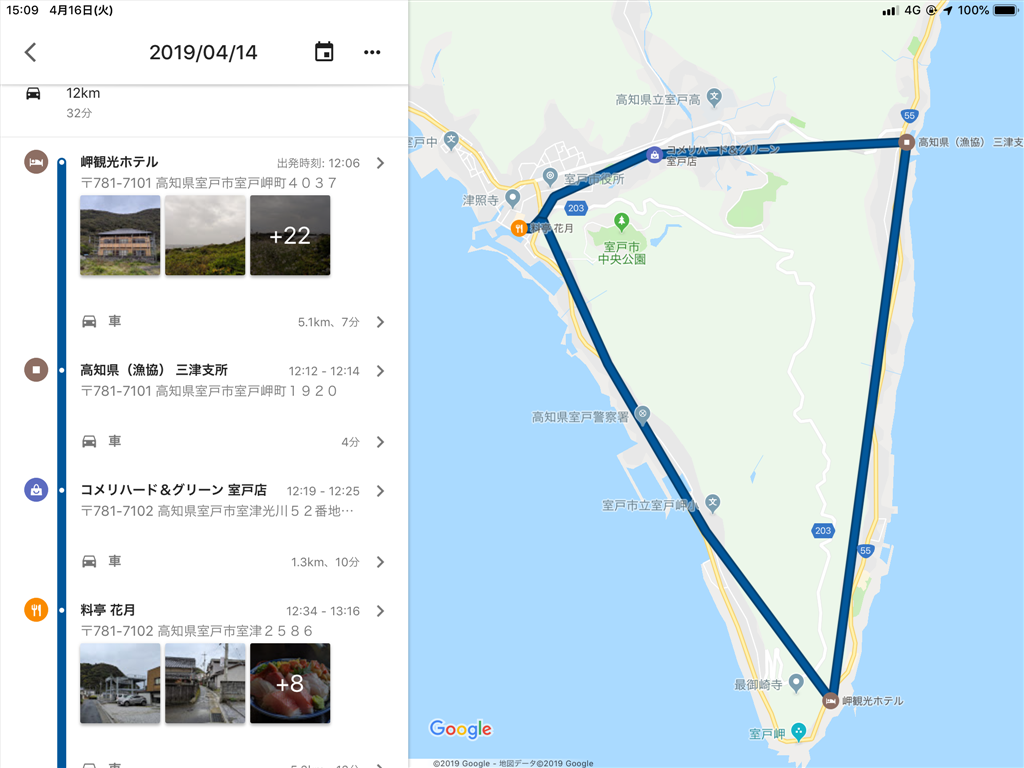 15:09 4月16日(火)
4G 100%
2019/04/14
12km
32分
岬観光ホテル 出発時刻: 12:06
〒781-7101 高知県室戸市室戸岬町４０３７
+22
車 5.1km、7分
高知県（漁協） 三津支所 12:12 - 12:14
〒781-7101 高知県室戸市室戸岬町１９２０
車 4分
コメリハード＆グリーン 室戸店 12:19 - 12:25
〒781-7102 高知県室戸市室津光川５２番地…
車 1.3km、10分
料亭 花月 12:34 - 13:16
〒781-7102 高知県室戸市室津２５８６
+8
車
高知県立室戸高
55
室戸中
高知県（漁協） 三津支
コメリハード＆グリーン
室戸店
室戸市役所
津照寺
203
料亭 花月
室戸市
中央公園
高知県室戸警察署
室戸市立室戸岬小
203
55
最御崎寺
岬観光ホテル
室戸岬
Google
©2019 Google - 地図データ©2019 Google